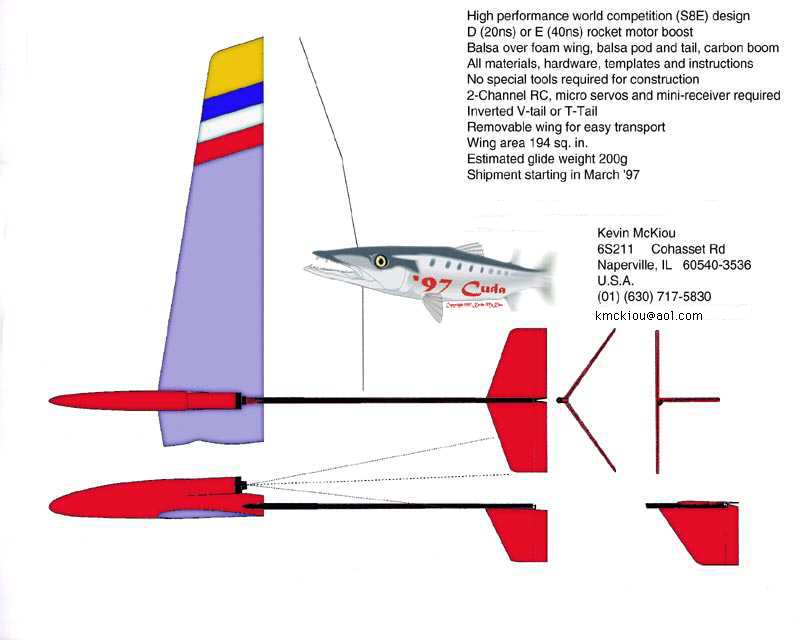 High performance world competition (S8E) design
D (20ns) or E (40ns) rocket motor boost
Balsa over foam wing, balsa pod and tail, carbon boom
All materials, hardware, templates and instructions
No special tools required for construction
2-Channel RC, micro servos and mini-receiver required
Inverted V-tail or T-Tail
Removable wing for easy transport
Wing area 194 sq. in.
Estimated glide weight 200g
Shipment starting in March '97
Kevin McKiou
6S211 Cohasset Rd
Naperville, IL 60540-3536
U.S.A.
(01) (630) 717-5830
kmckiou@aol.com
'97 Cuda